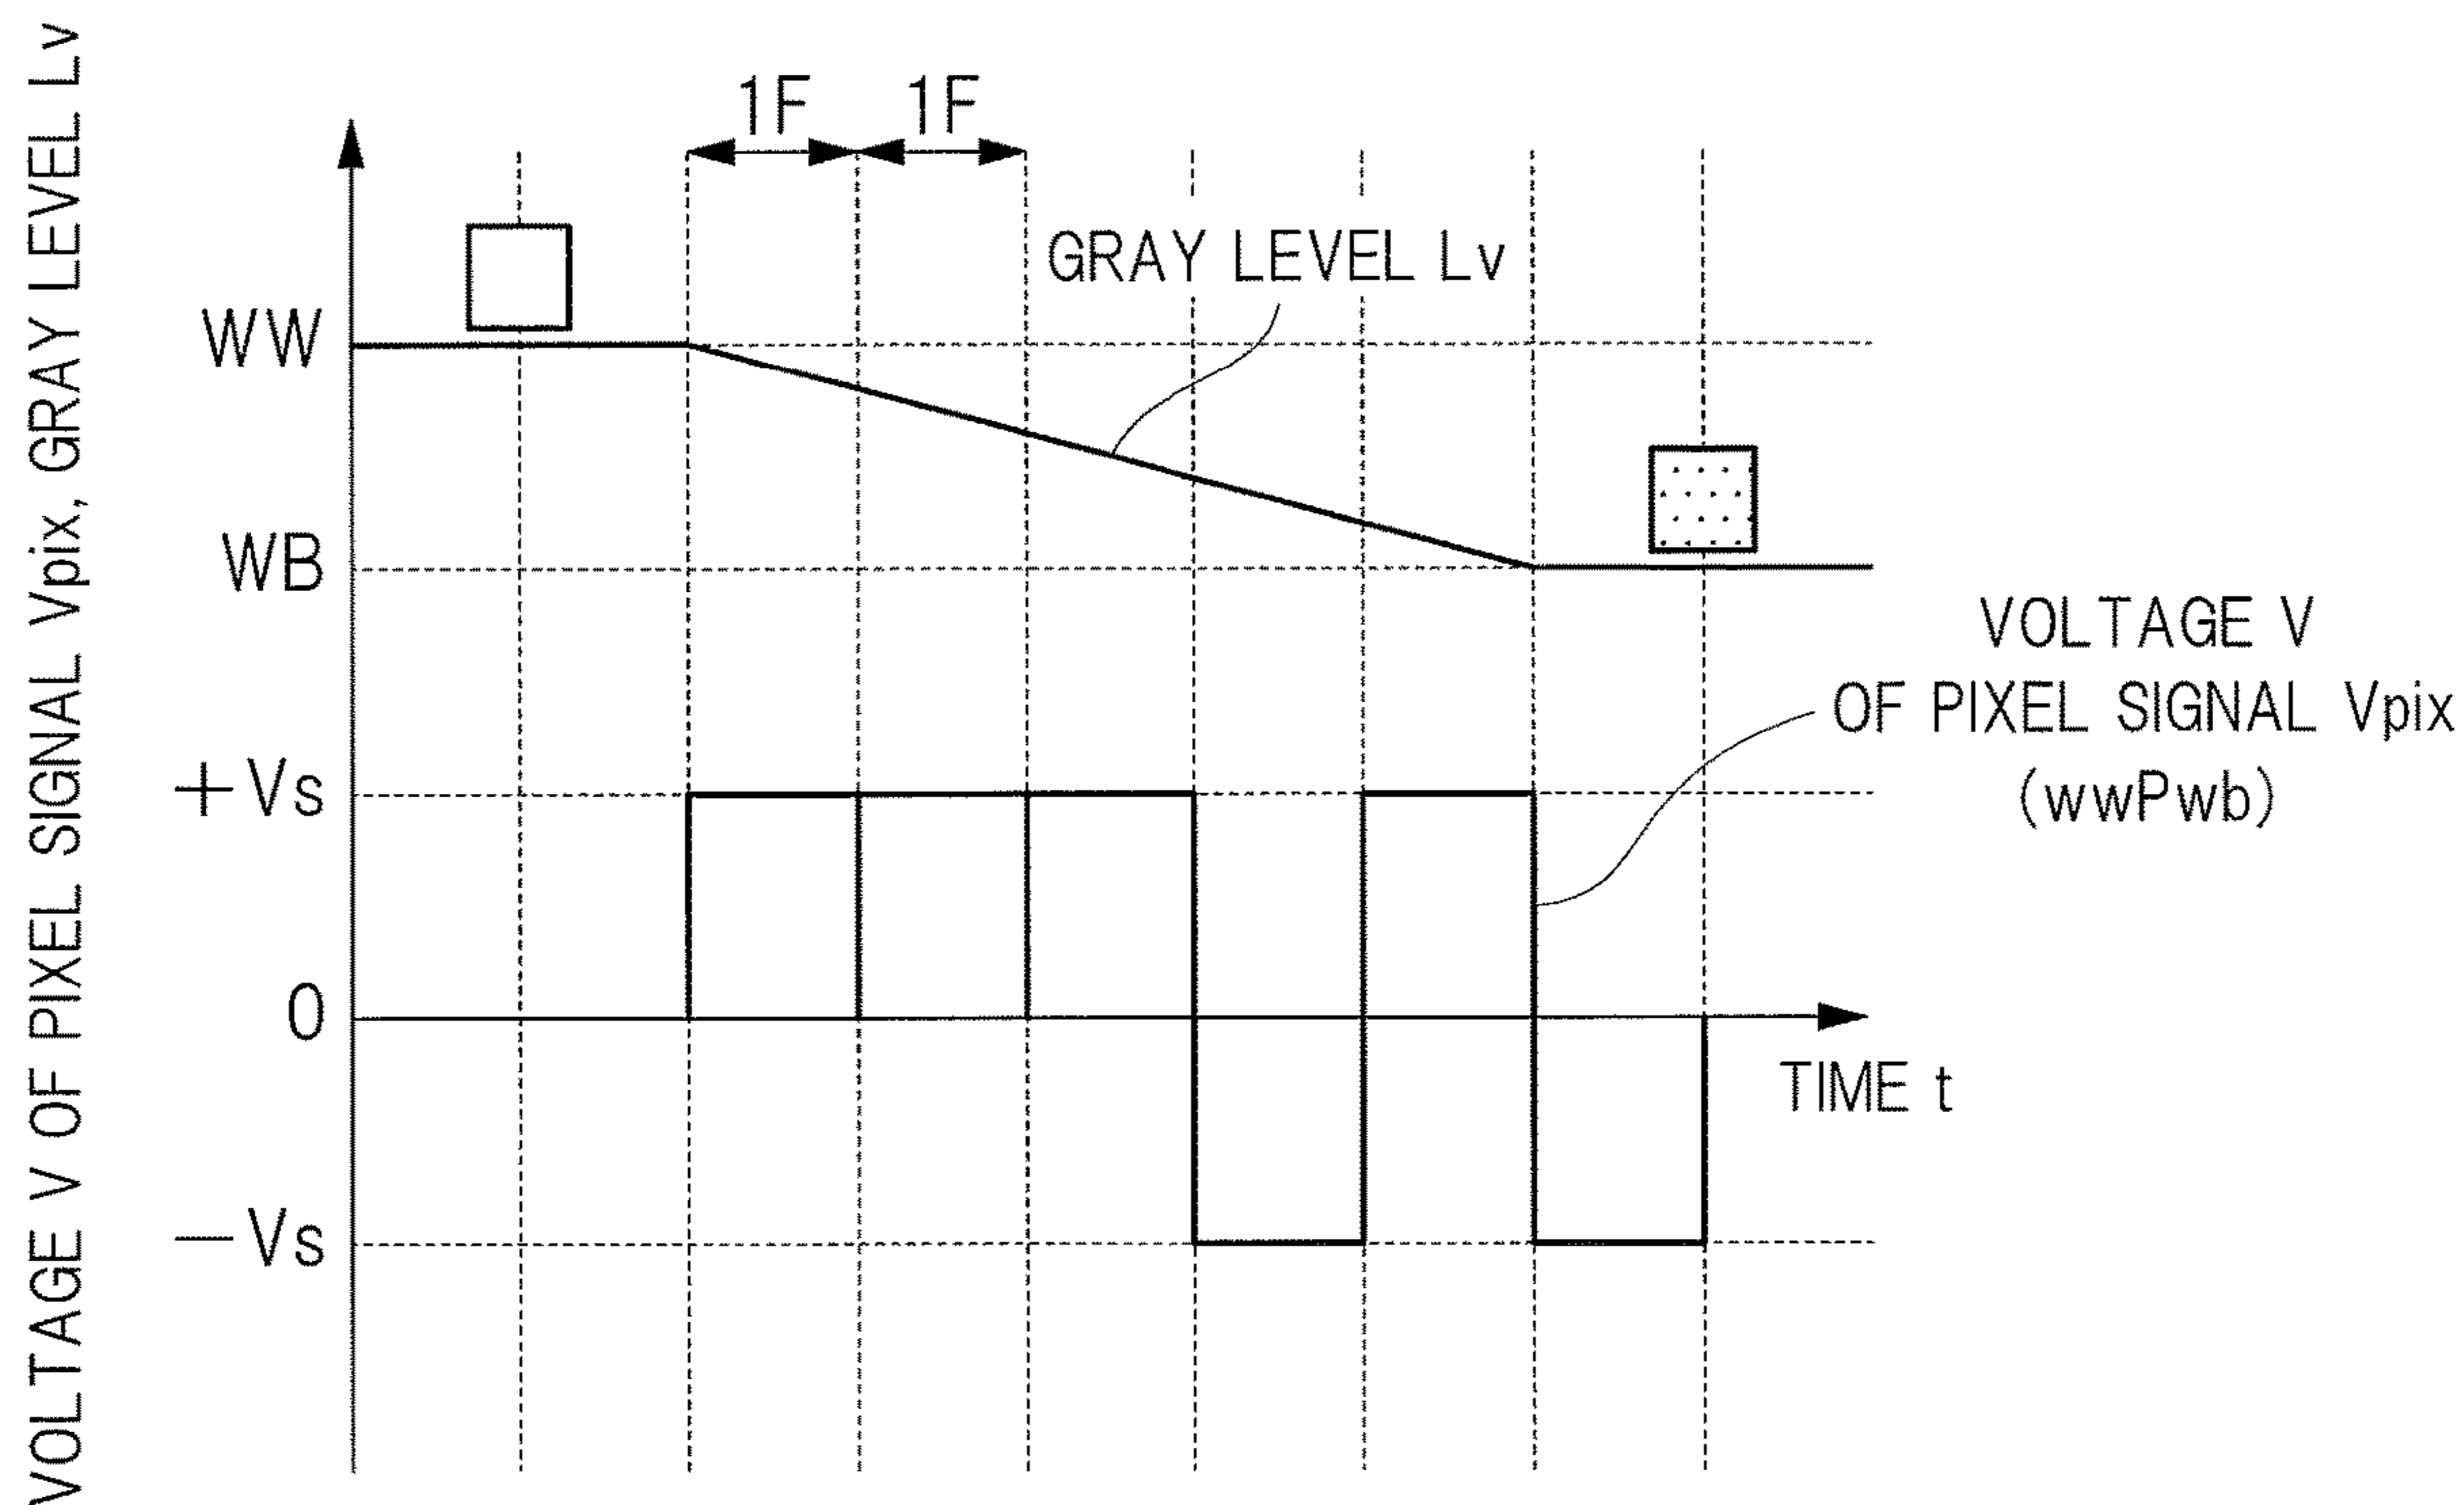 VOLTAGE V OF PIXEL SIGNAL Vpix, GRAY LEVEL Lv
1F 1F
GRAY LEVEL Lv
WW
WB
VOLTAGE V
OF PIXEL SIGNAL Vpix
(wwPwb)
+Vs
0
TIME t
−Vs